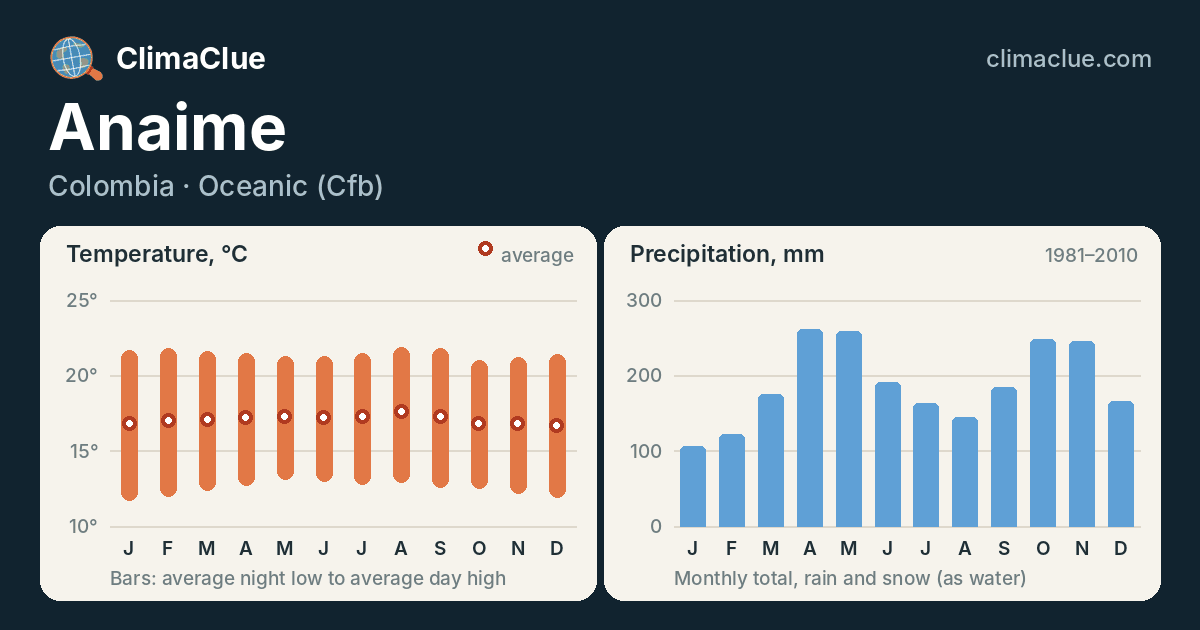 ClimaClue
climaclue.com
Anaime
Colombia · Oceanic (Cfb)
Temperature, °C
average
25°
20°
15°
10°
J F M A M J J A S O N D
Bars: average night low to average day high
Precipitation, mm
1981–2010
300
200
100
0
J F M A M J J A S O N D
Monthly total, rain and snow (as water)